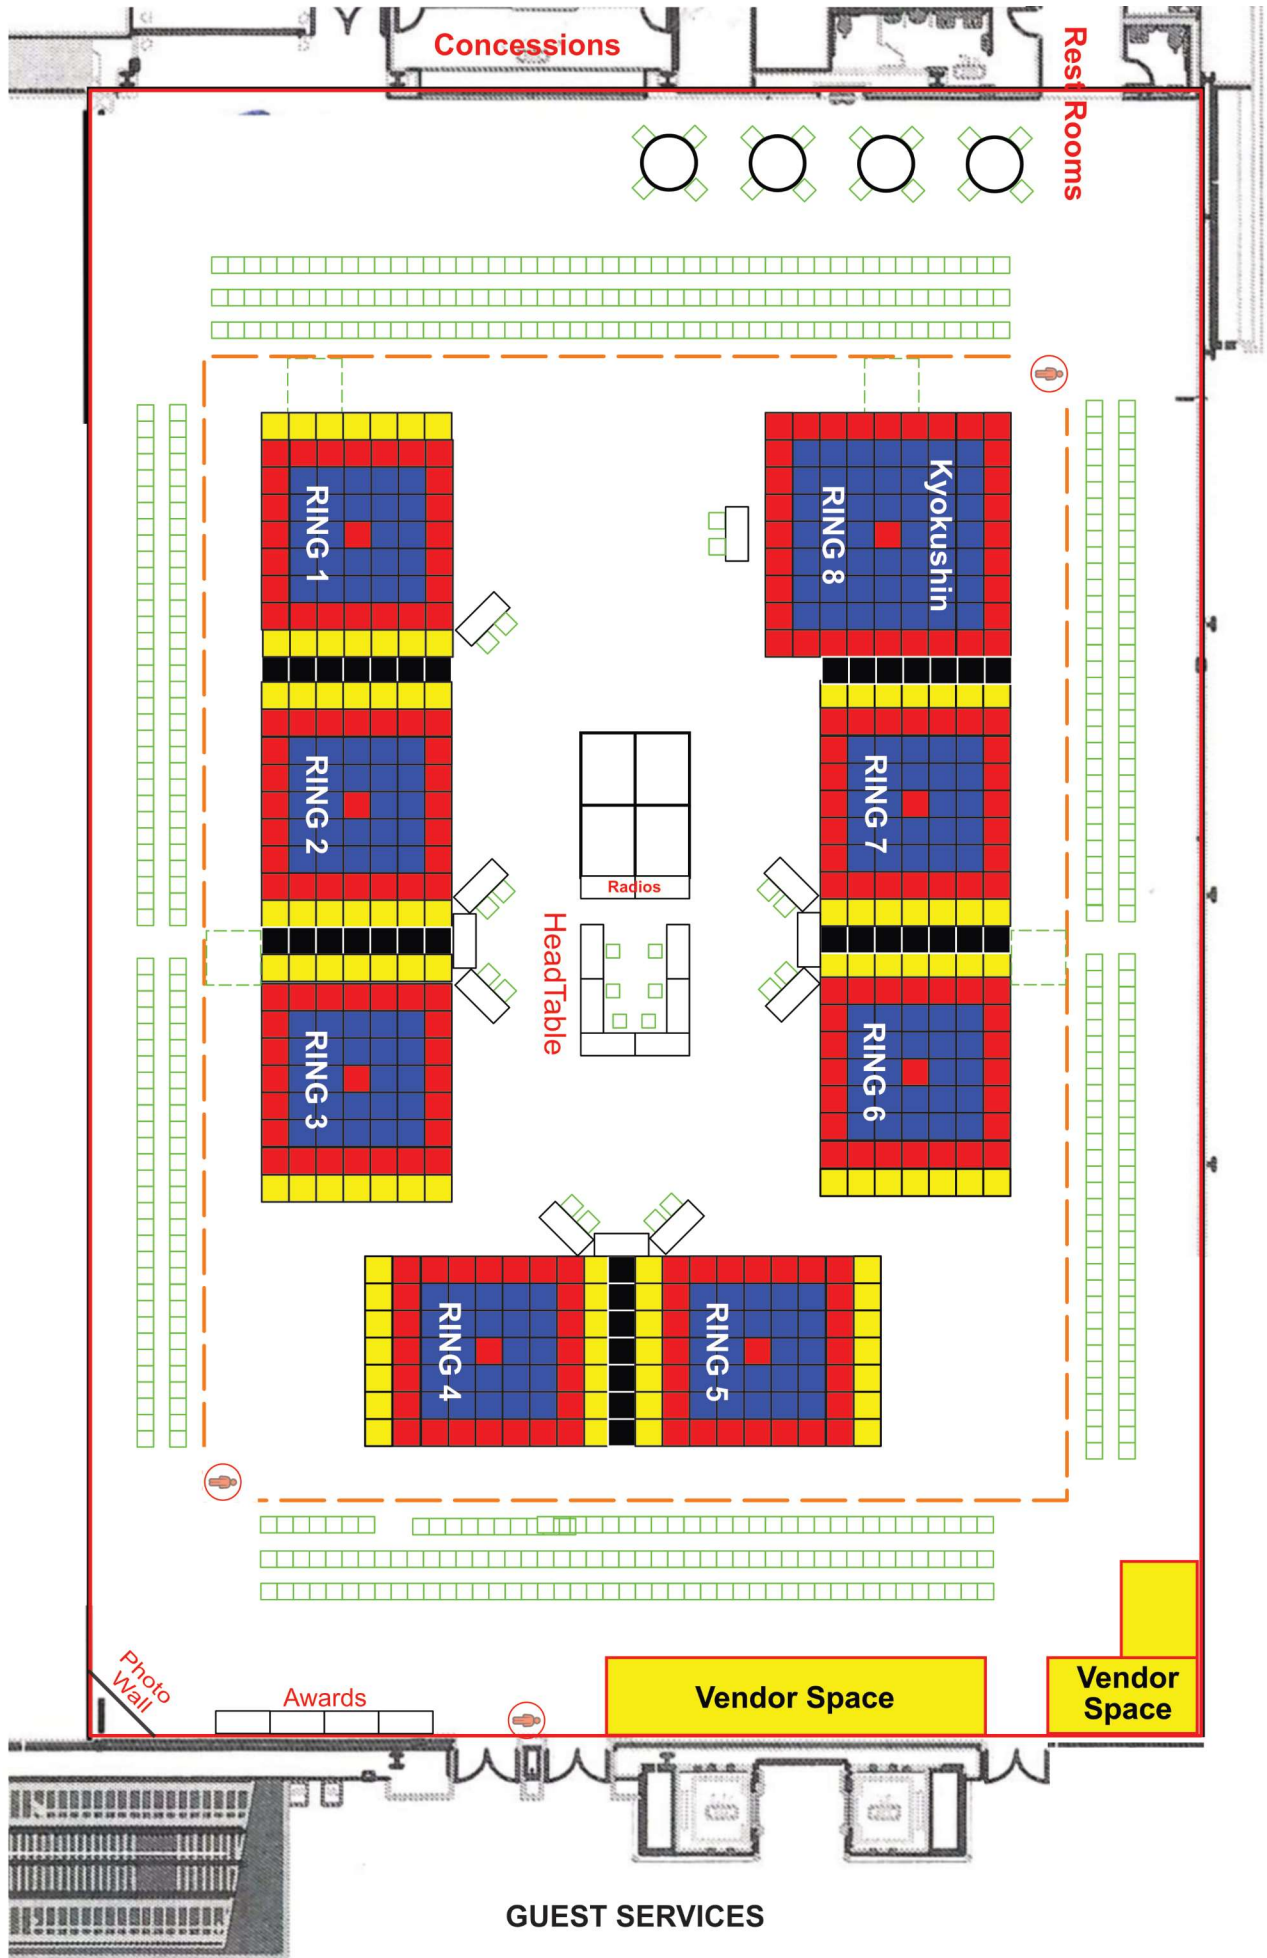 Concessions
Rest Rooms
RING 1
Kyokushin
RING 8
RING 2
RING 7
Radios
HeadTable
RING 3
RING 6
RING 4
RING 5
Photo
Wall
Awards
Vendor Space
Vendor
Space
GUEST SERVICES